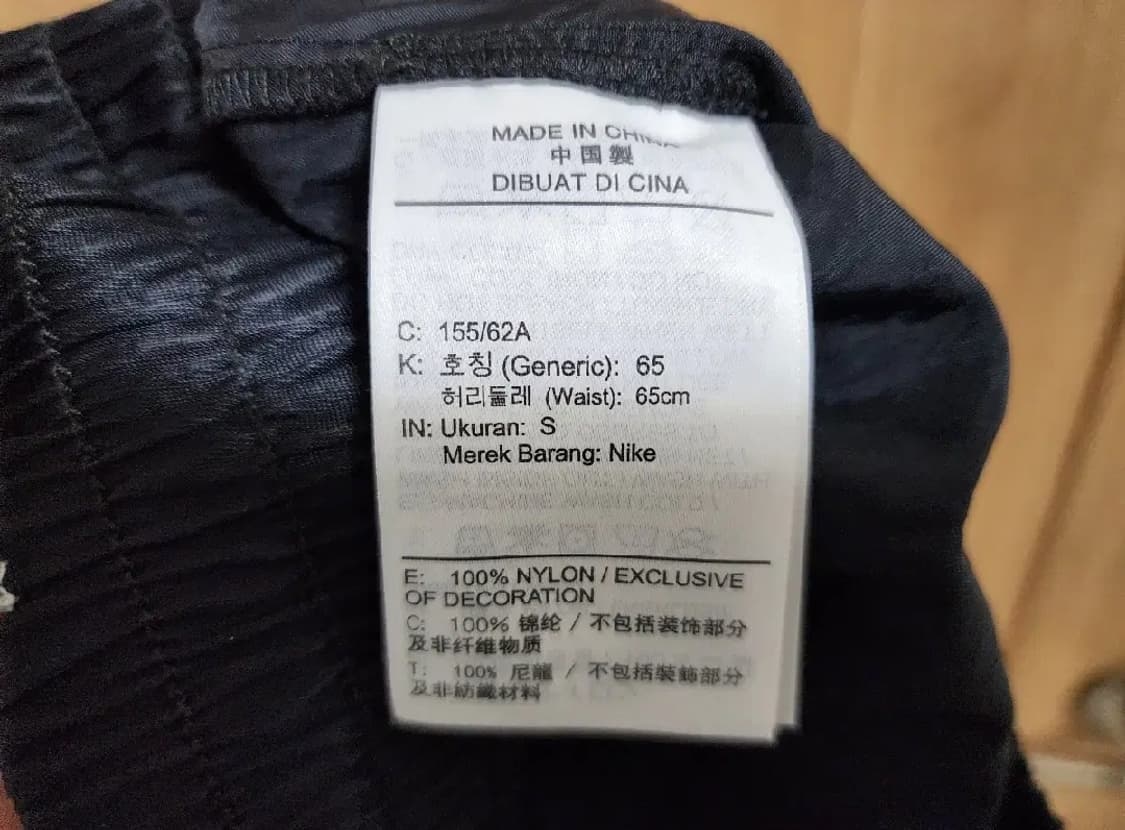 MADE IN CHINA
中国製
DIBUAT DI CINA
C: 155/62A
K: 호칭 (Generic): 65
허리둘레 (Waist): 65cm
IN: Ukuran: S
Merek Barang: Nike
E: 100% NYLON / EXCLUSIVE
OF DECORATION
C: 100% 锦纶 / 不包括装饰部分
及非纤维物质
T: 100% 尼龍 / 不包括裝飾部分
及非紡織材料